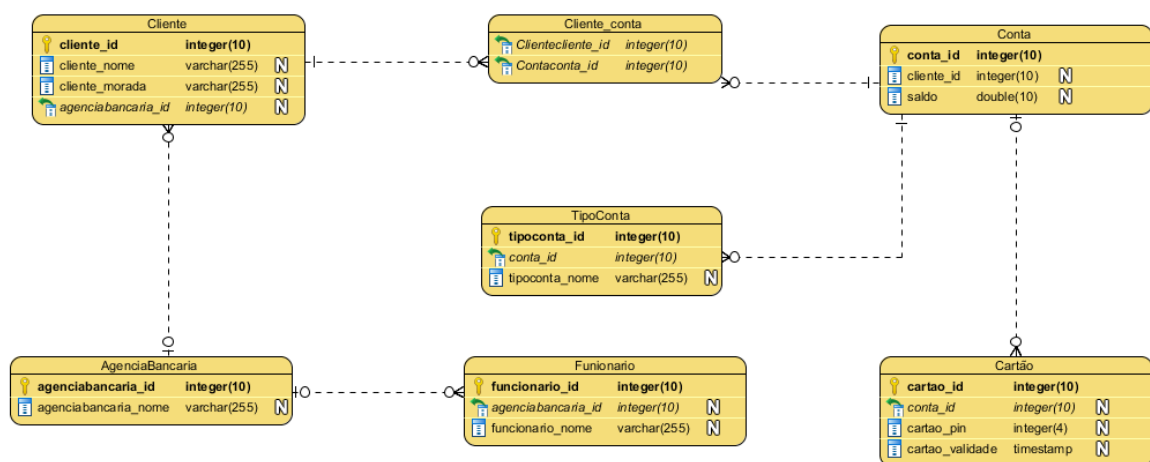 Cliente
cliente_id integer(10)
cliente_nome varchar(255) N
cliente_morada varchar(255) N
agenciabancaria_id integer(10) N
Cliente_conta
Clientecliente_id integer(10)
Contaconta_id integer(10)
Conta
conta_id integer(10)
cliente_id integer(10) N
saldo double(10) N
TipoConta
tipoconta_id integer(10)
conta_id integer(10)
tipoconta_nome varchar(255) N
AgenciaBancaria
agenciabancaria_id integer(10)
agenciabancaria_nome varchar(255) N
Funionario
funcionario_id integer(10)
agenciabancaria_id integer(10) N
funcionario_nome varchar(255) N
Cartão
cartao_id integer(10)
conta_id integer(10) N
cartao_pin integer(4) N
cartao_validade timestamp N